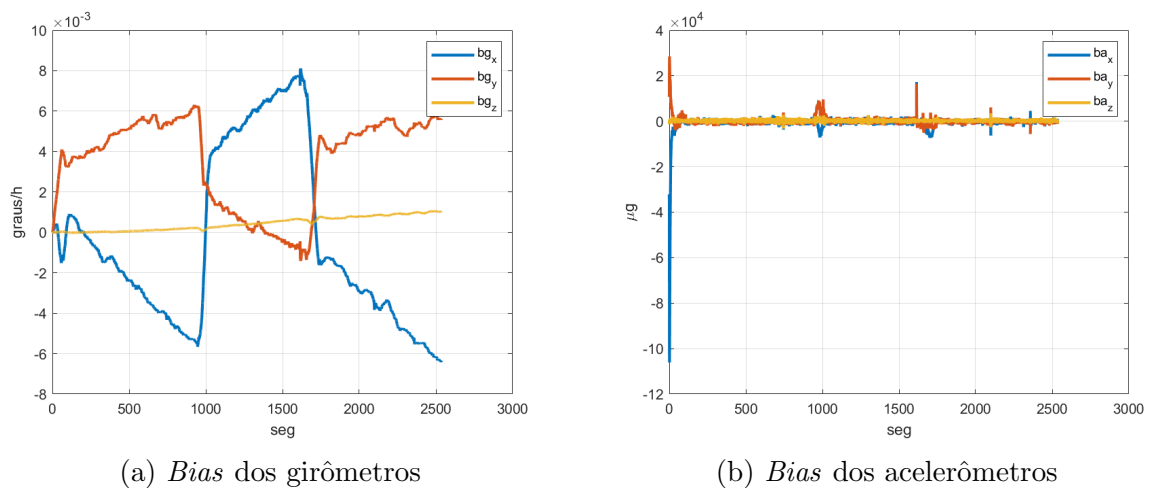 ×10⁻³
10
8
6
4
2
0
-2
-4
-6
-8
graus/h
0 500 1000 1500 2000 2500 3000
seg
bg_x
bg_y
bg_z
(a) Bias dos girômetros
×10⁴
4
2
0
-2
-4
-6
-8
-10
-12
μg
0 500 1000 1500 2000 2500 3000
seg
ba_x
ba_y
ba_z
(b) Bias dos acelerômetros